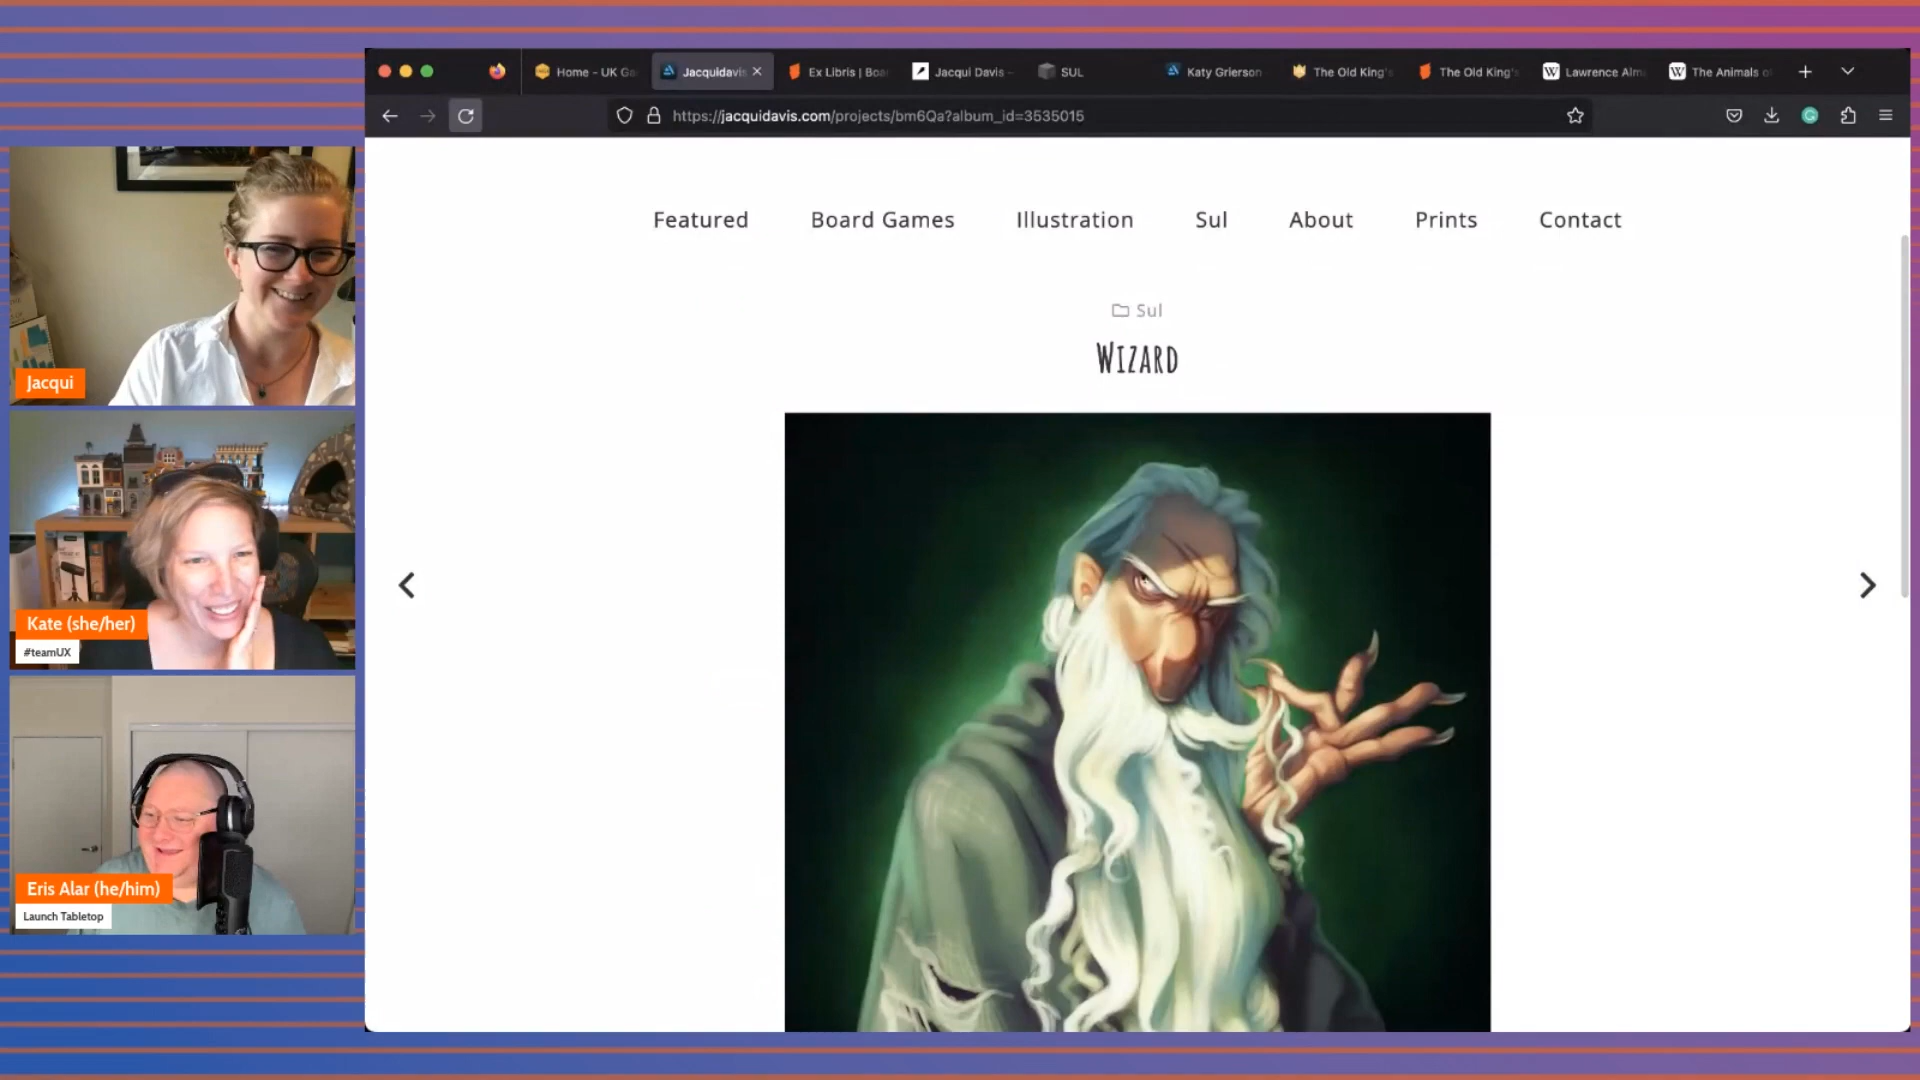 Home - UK Ga
Jacquidavis
Ex Libris | Boa
Jacqui Davis -
SUL
Katy Grierson
The Old King's
The Old King's
Lawrence Alm
The Animals o
https://jacquidavis.com/projects/bm6Qa?album_id=3535015
Featured
Board Games
Illustration
Sul
About
Prints
Contact
Sul
WIZARD
Jacqui
Kate (she/her)
#teamUX
Eris Alar (he/him)
Launch Tabletop